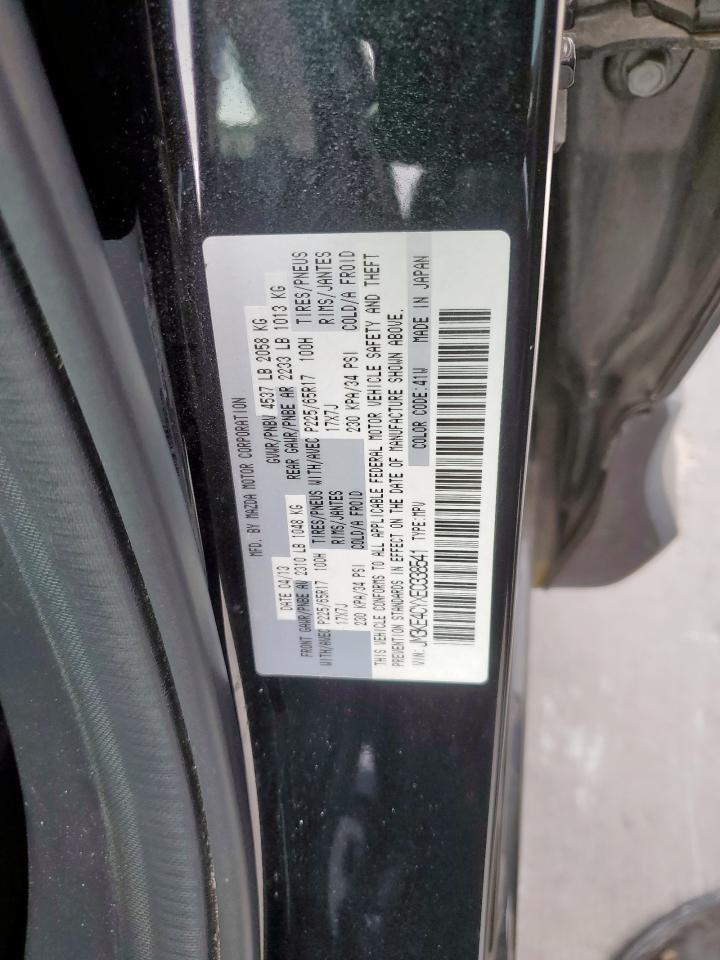 MFD. BY MAZDA MOTOR CORPORATION
DATE 04/13 GVWR/PNBV 4537 LB 2058 KG
FRONT GAWR/PNBE AV 2310 LB 1048 KG REAR GAWR/PNBE AR 2233 LB 1013 KG
WITH/AVEC P225/65R17 100H TIRES/PNEUS WITH/AVEC P225/65R17 100H TIRES/PNEUS
17X7J RIMS/JANTES 17X7J RIMS/JANTES
230 KPA/34 PSI COLD/A FROID 230 KPA/34 PSI COLD/A FROID
THIS VEHICLE CONFORMS TO ALL APPLICABLE FEDERAL MOTOR VEHICLE SAFETY AND THEFT
PREVENTION STANDARDS IN EFFECT ON THE DATE OF MANUFACTURE SHOWN ABOVE.
VIN: JM3KE4CYXE0338541 TYPE:MPV COLOR CODE:41W MADE IN JAPAN